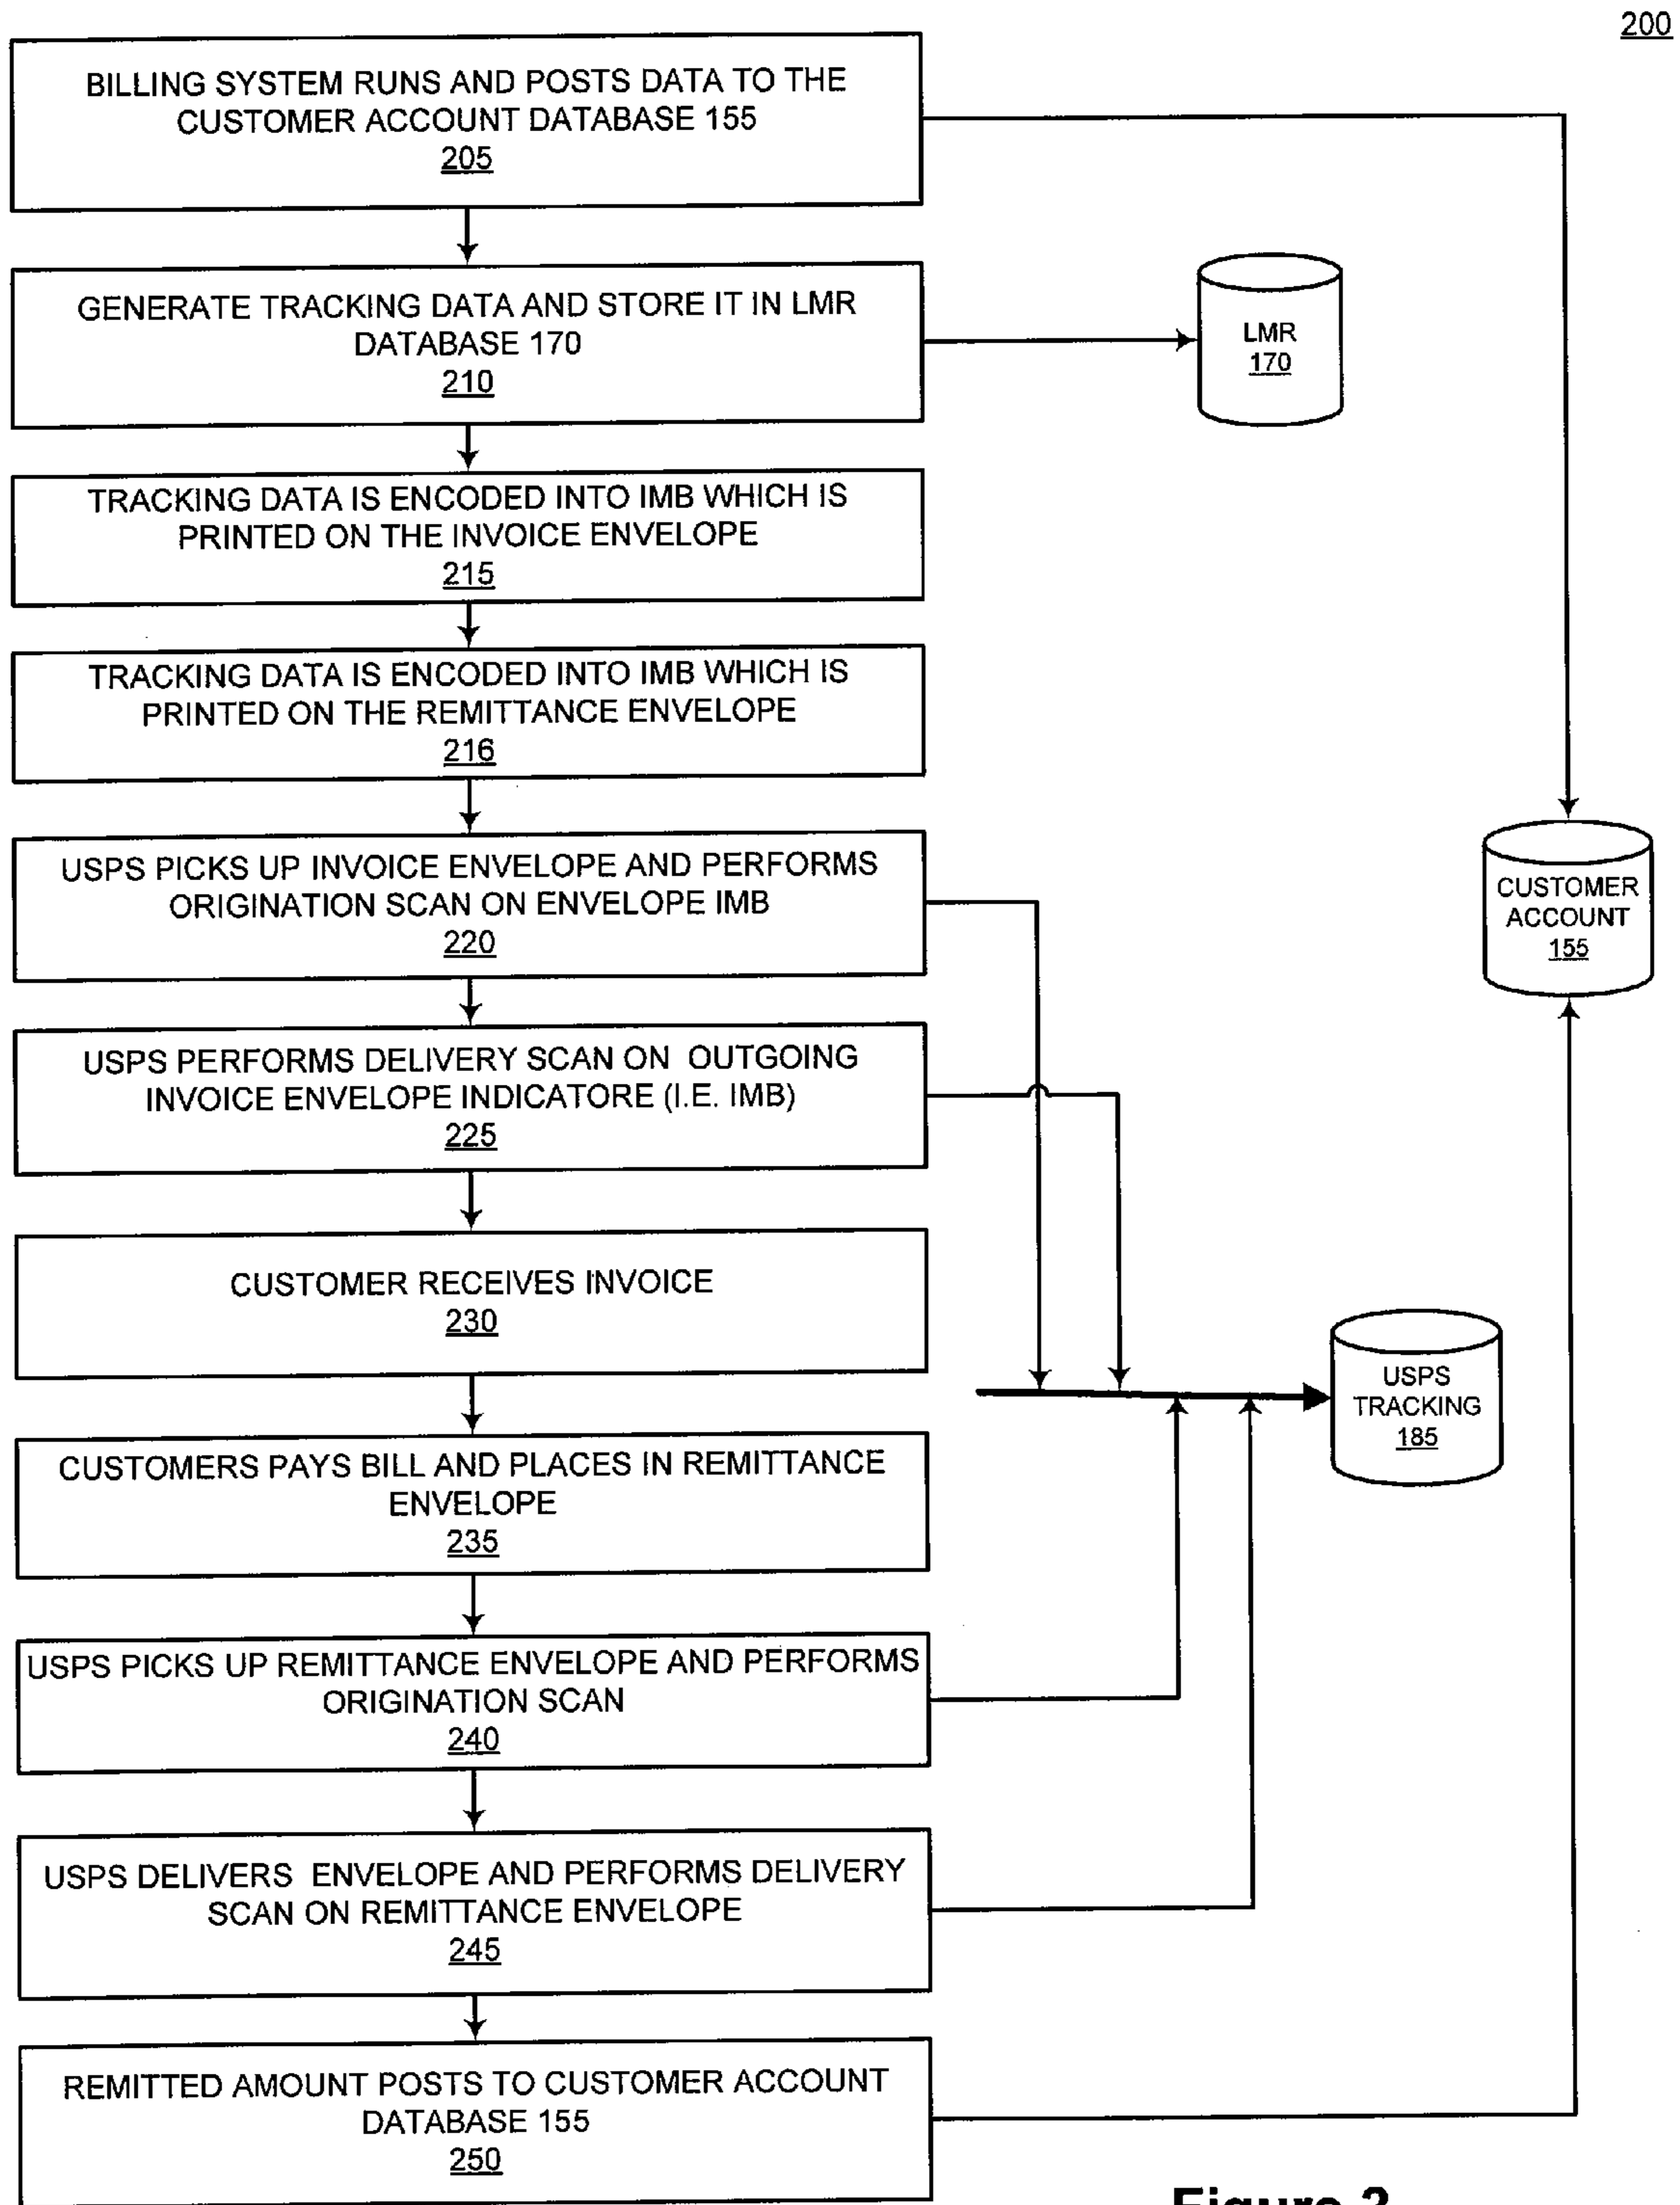 200
BILLING SYSTEM RUNS AND POSTS DATA TO THE
CUSTOMER ACCOUNT DATABASE 155
205
GENERATE TRACKING DATA AND STORE IT IN LMR
DATABASE 170
210
LMR
170
TRACKING DATA IS ENCODED INTO IMB WHICH IS
PRINTED ON THE INVOICE ENVELOPE
215
TRACKING DATA IS ENCODED INTO IMB WHICH IS
PRINTED ON THE REMITTANCE ENVELOPE
216
USPS PICKS UP INVOICE ENVELOPE AND PERFORMS
ORIGINATION SCAN ON ENVELOPE IMB
220
CUSTOMER
ACCOUNT
155
USPS PERFORMS DELIVERY SCAN ON OUTGOING
INVOICE ENVELOPE INDICATORE (I.E. IMB)
225
CUSTOMER RECEIVES INVOICE
230
USPS
TRACKING
185
CUSTOMERS PAYS BILL AND PLACES IN REMITTANCE
ENVELOPE
235
USPS PICKS UP REMITTANCE ENVELOPE AND PERFORMS
ORIGINATION SCAN
240
USPS DELIVERS ENVELOPE AND PERFORMS DELIVERY
SCAN ON REMITTANCE ENVELOPE
245
REMITTED AMOUNT POSTS TO CUSTOMER ACCOUNT
DATABASE 155
250
Figure